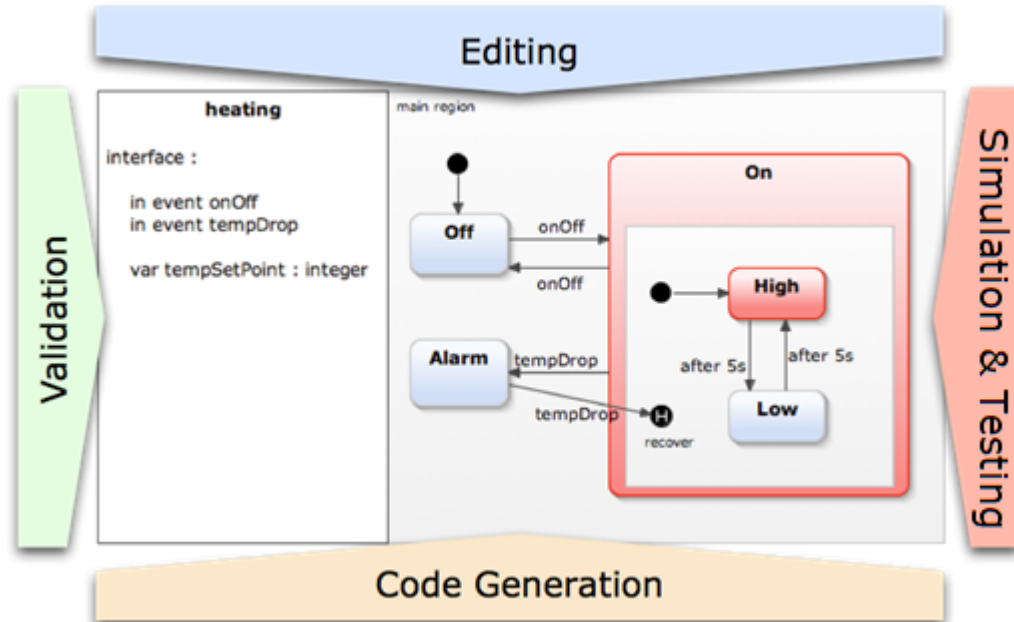 Editing
Validation
heating
interface :
in event onOff
in event tempDrop
var tempSetPoint : integer
main region
Off
onOff
onOff
On
High
after 5s
after 5s
Low
Alarm
tempDrop
tempDrop
H
recover
Simulation & Testing
Code Generation